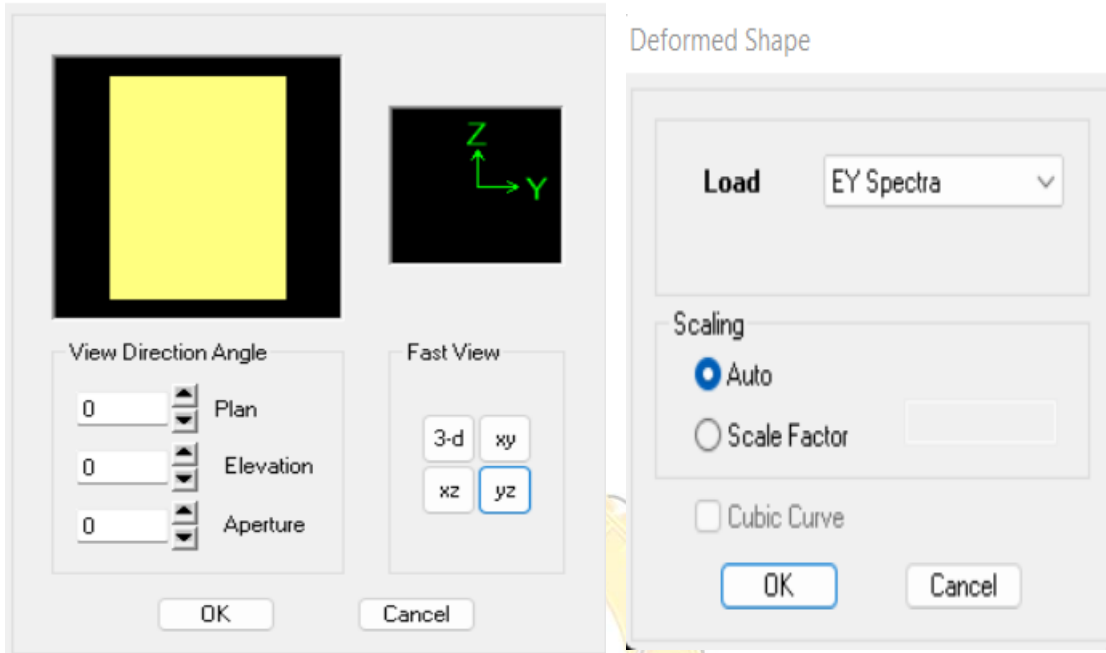 Z
Y
View Direction Angle
0 Plan
0 Elevation
0 Aperture
Fast View
3-d xy
xz yz
OK Cancel
Deformed Shape
Load EY Spectra
Scaling
Auto
Scale Factor
Cubic Curve
OK Cancel